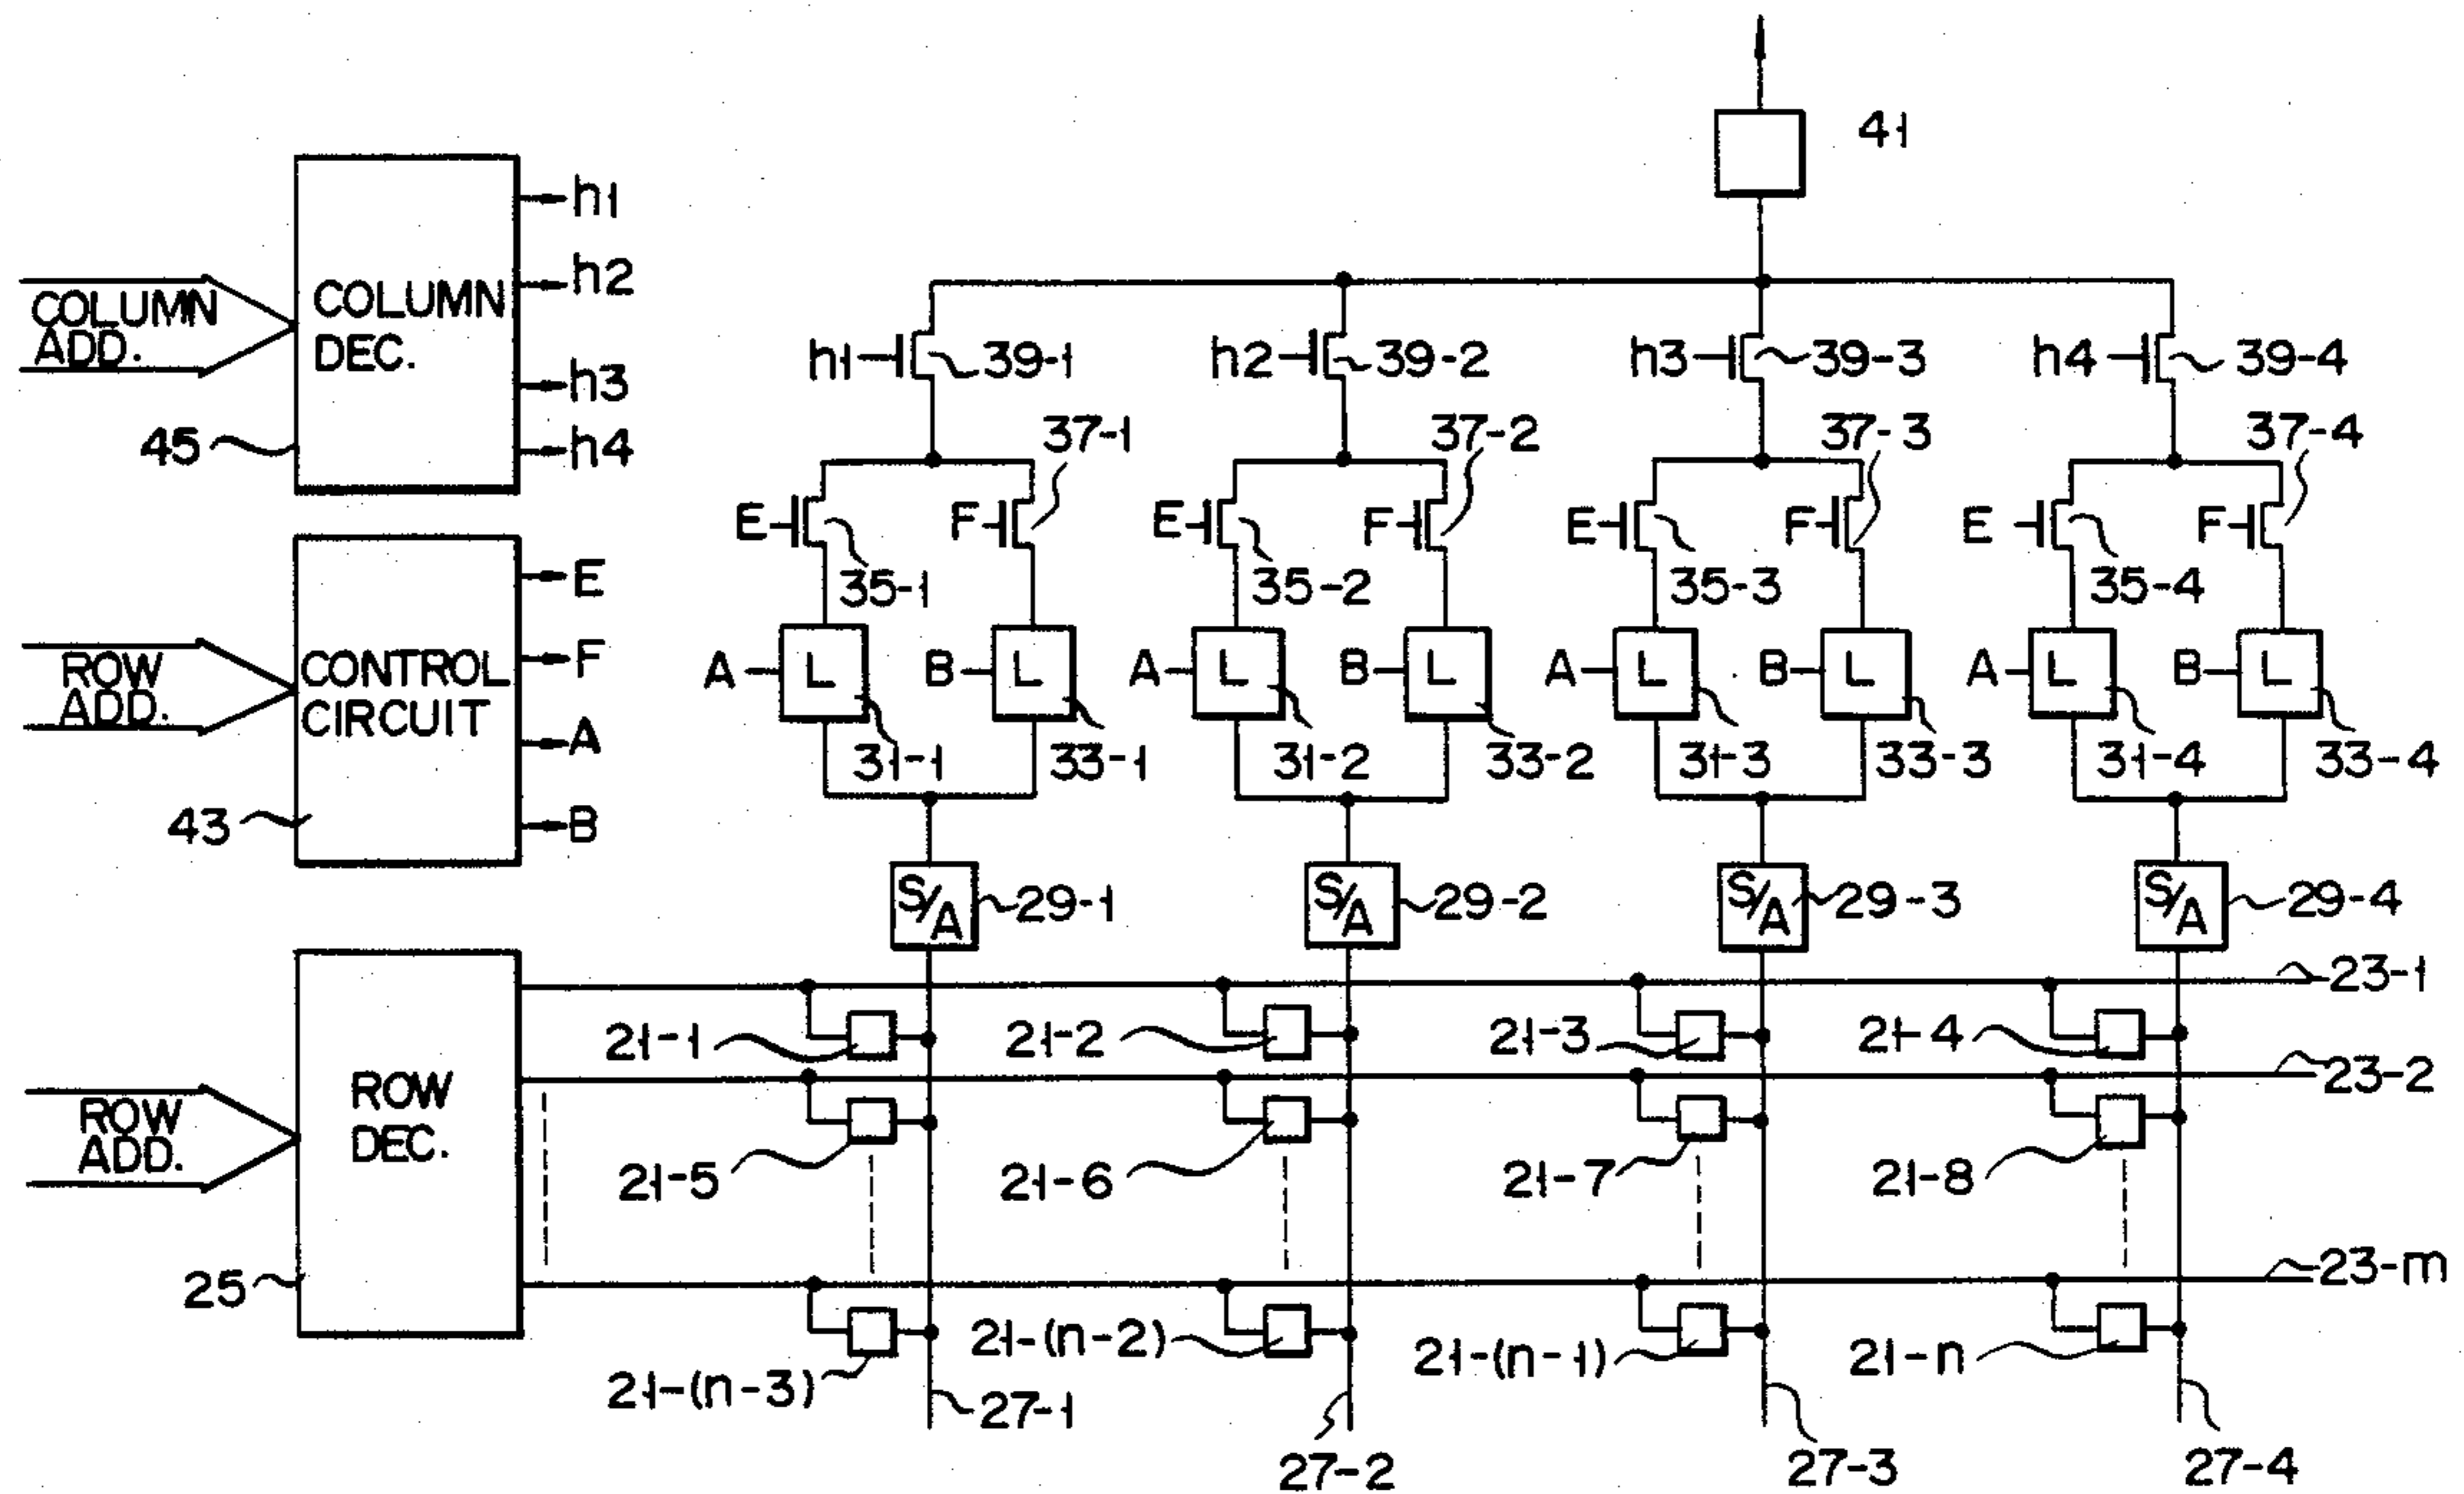 41
COLUMN
ADD.
COLUMN
DEC.
45
h1
h2
h3
h4
h1
39-1
h2
39-2
h3
39-3
h4
39-4
37-1
37-2
37-3
37-4
E
F
E
F
E
F
E
F
35-1
35-2
35-3
35-4
ROW
ADD.
CONTROL
CIRCUIT
43
E
F
A
B
A
L
B
L
A
L
B
L
A
L
B
L
A
L
B
L
31-1
33-1
31-2
33-2
31-3
33-3
31-4
33-4
S/A
29-1
S/A
29-2
S/A
29-3
S/A
29-4
23-1
21-1
21-2
21-3
21-4
23-2
ROW
ADD.
ROW
DEC.
25
21-5
21-6
21-7
21-8
23-m
21-(n-3)
21-(n-2)
21-(n-1)
21-n
27-1
27-2
27-3
27-4